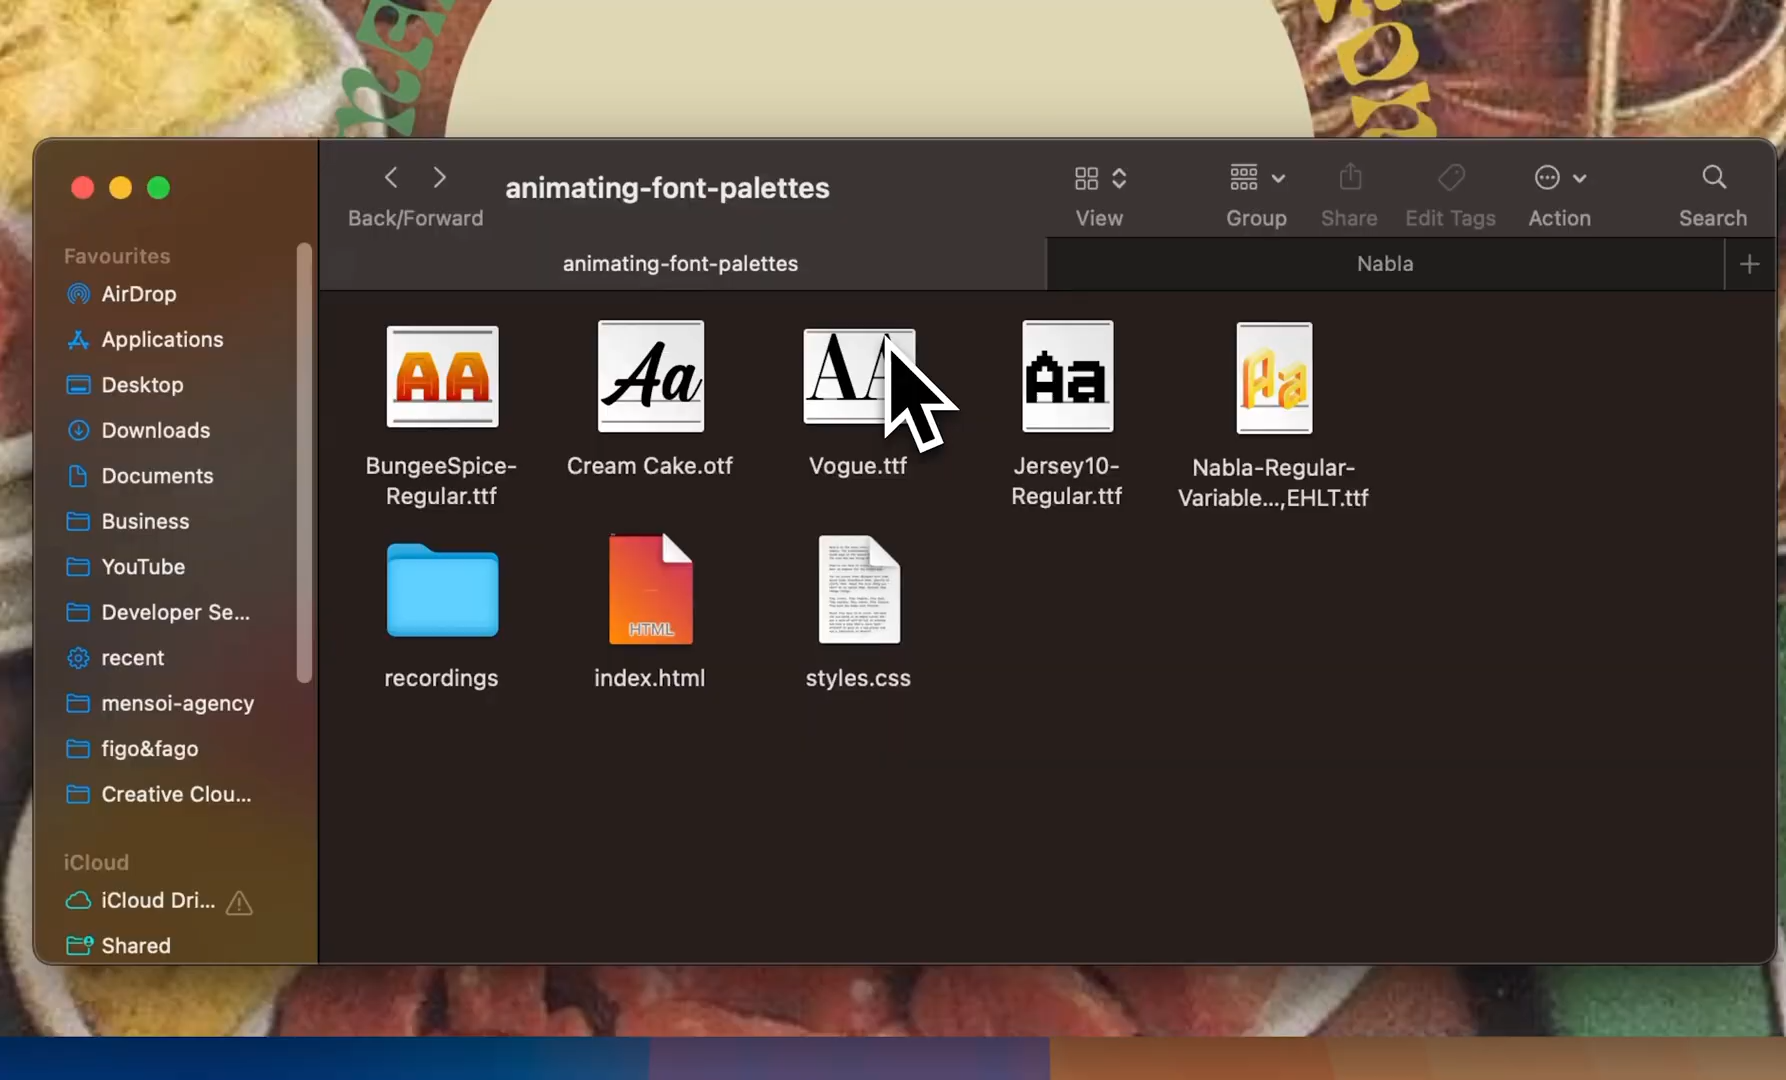 animating-font-palettes
Back/Forward
View
Group
Share
Edit Tags
Action
Search
animating-font-palettes
Nabla
Favourites
AirDrop
Applications
Desktop
Downloads
Documents
Business
YouTube
Developer Se...
recent
mensoi-agency
figo&fago
Creative Clou...
iCloud
iCloud Dri...
Shared
AA
Aa
AA
Aa
Aa
BungeeSpice-
Regular.ttf
Cream Cake.otf
Vogue.ttf
Jersey10-
Regular.ttf
Nabla-Regular-
Variable...,EHLT.ttf
HTML
recordings
index.html
styles.css